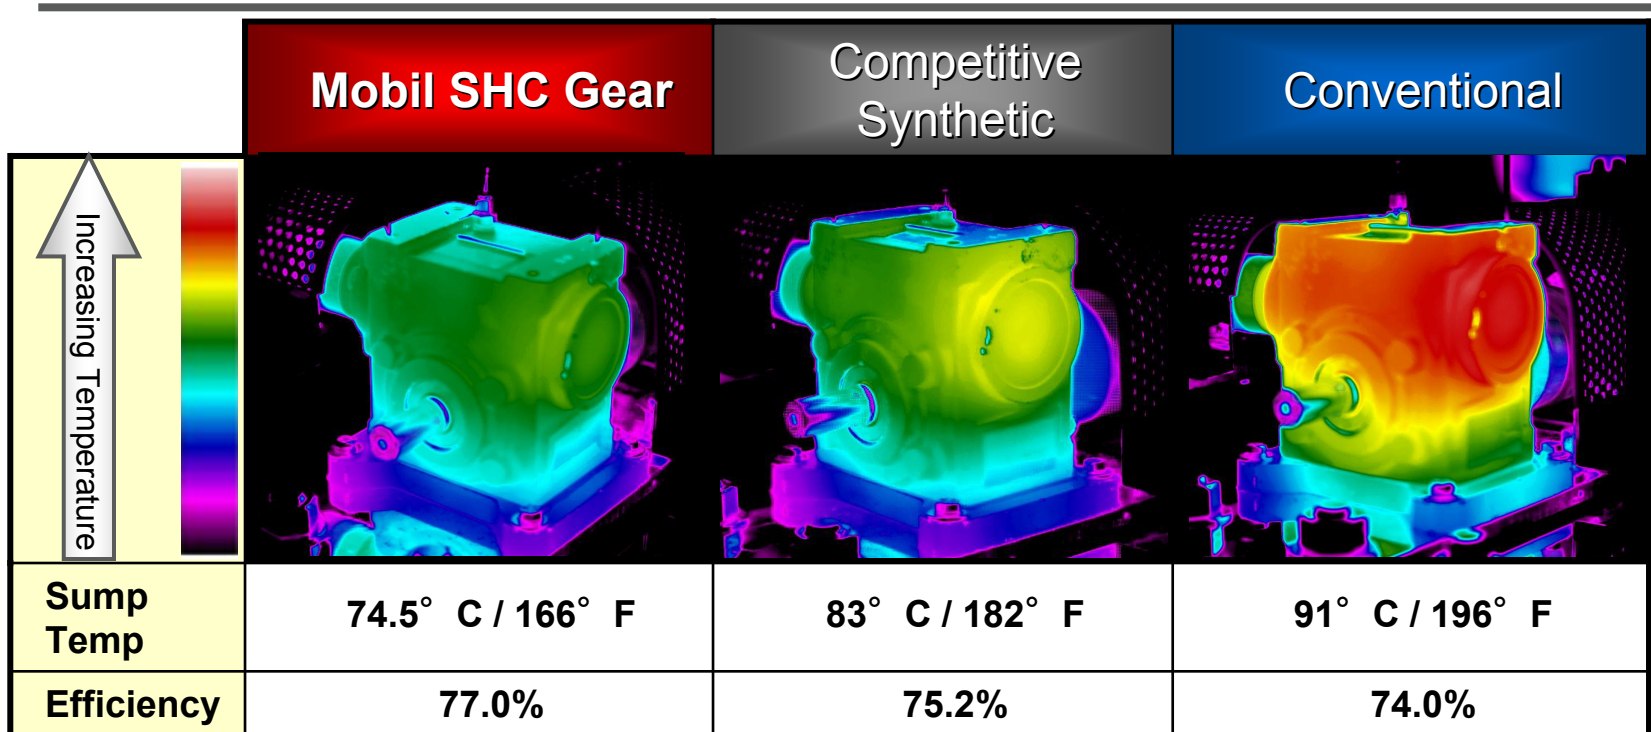 Mobil SHC Gear
Competitive
Synthetic
Conventional
Increasing Temperature
Sump
Temp
74.5° C / 166° F
83° C / 182° F
91° C / 196° F
Efficiency
77.0%
75.2%
74.0%